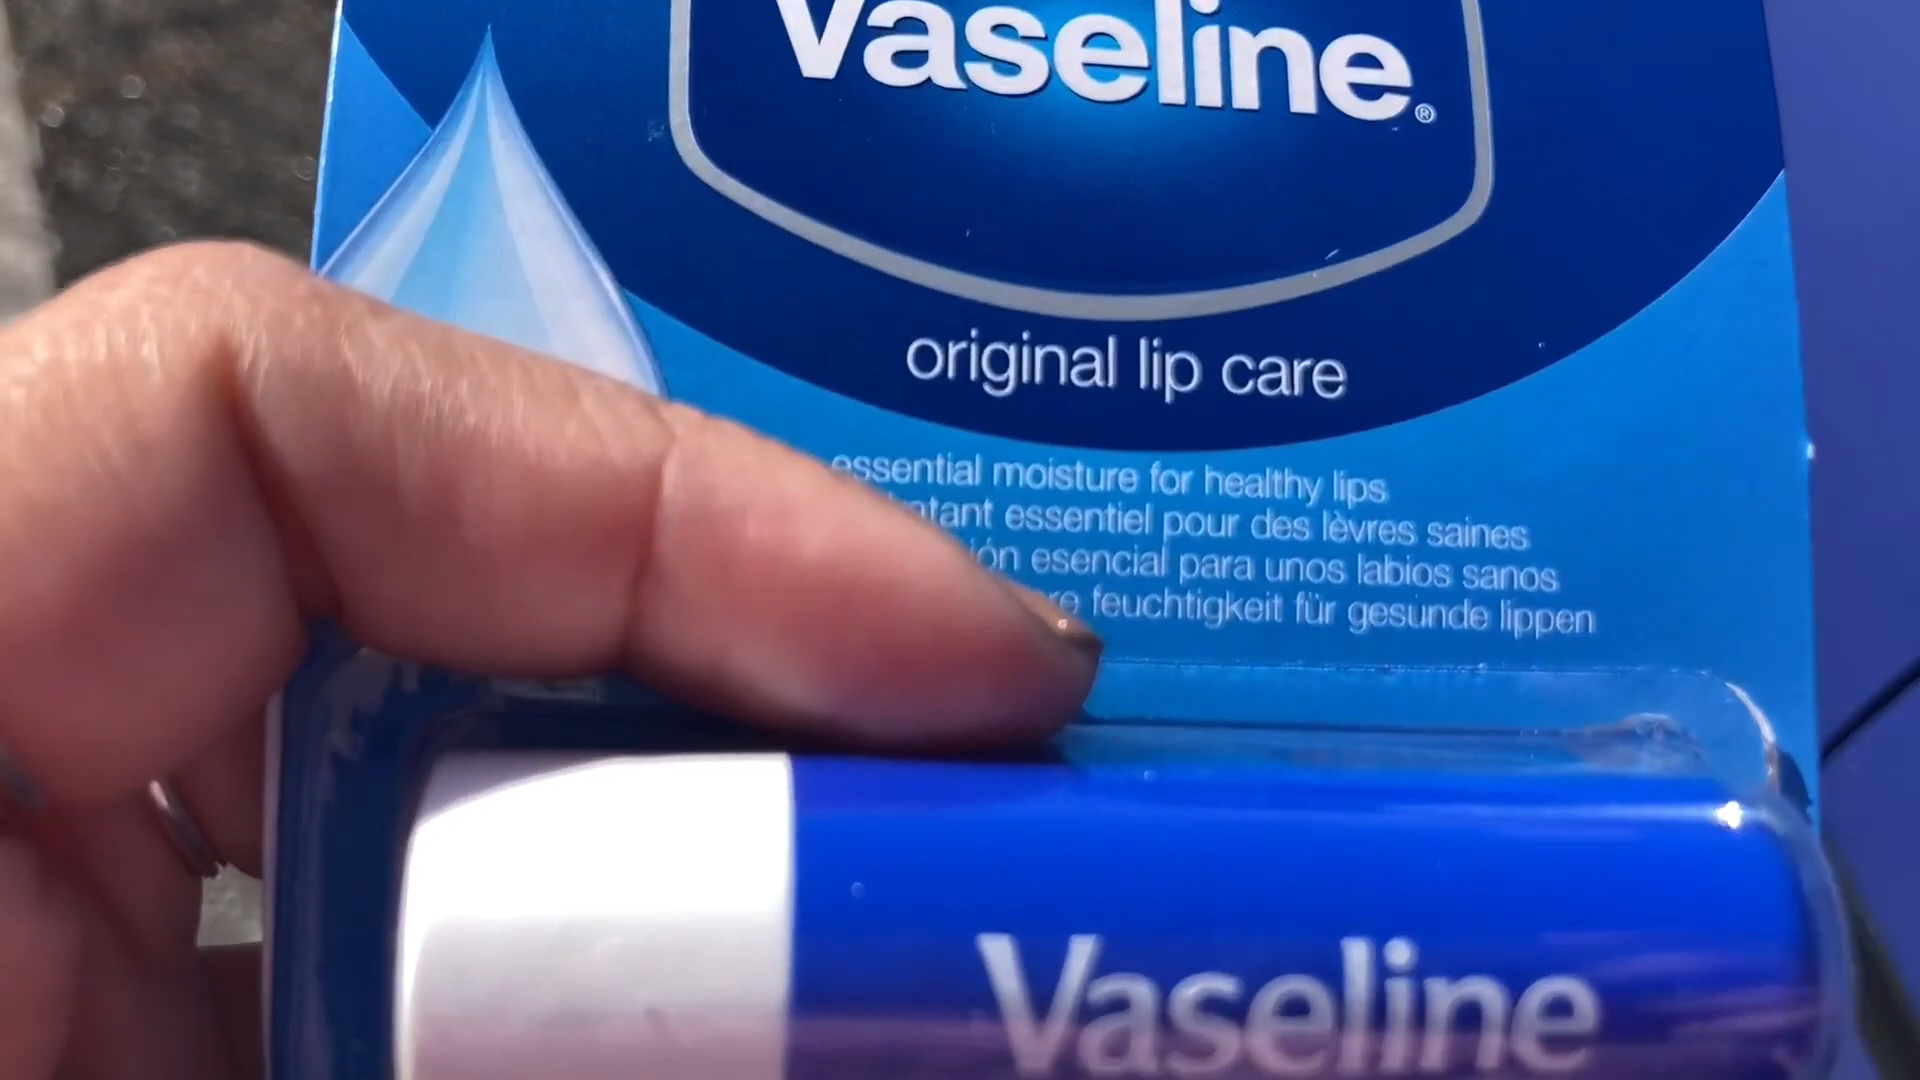 Vaseline®
original lip care
essential moisture for healthy lips
essentiel pour des lèvres saines
esencial para unos labios sanos
feuchtigkeit für gesunde lippen
Vaseline